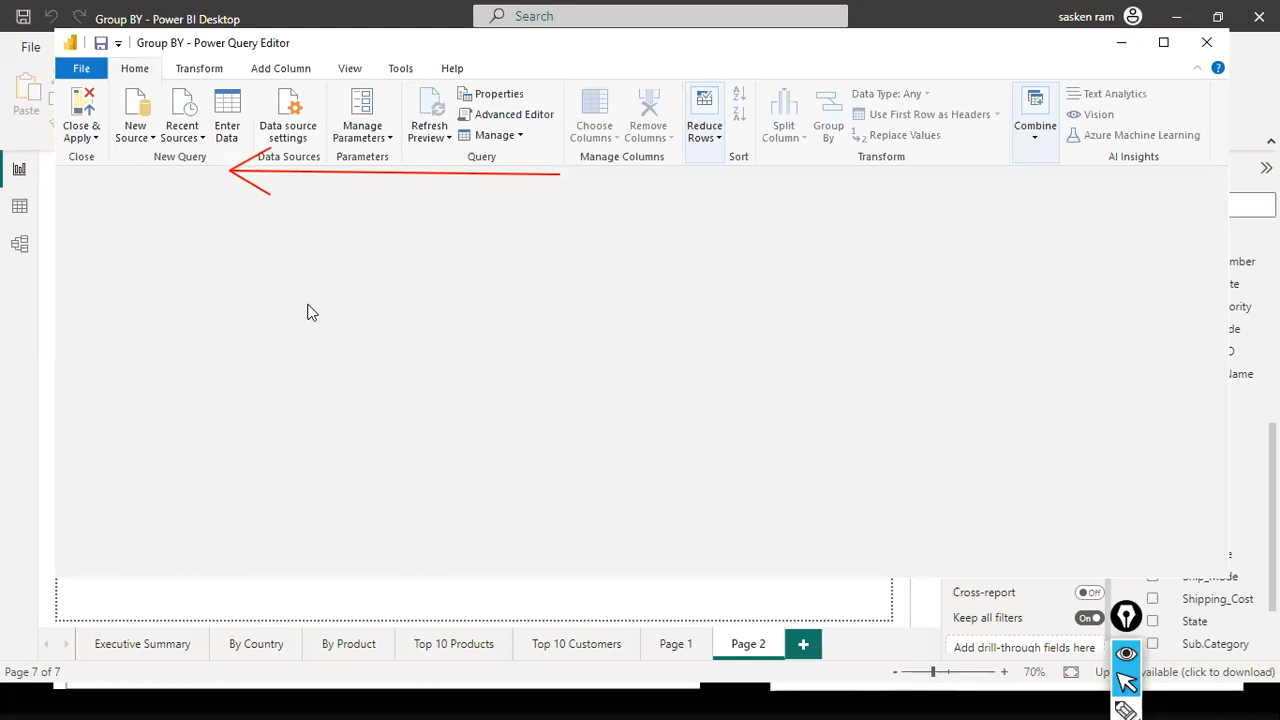 Group BY - Power BI Desktop
Search
sasken ram
File
Paste
Group BY - Power Query Editor
File Home Transform Add Column View Tools Help
Close & Apply
New Source
Recent Sources
Enter Data
Data source settings
Manage Parameters
Refresh Preview
Properties
Advanced Editor
Manage
Choose Columns
Remove Columns
Reduce Rows
Split Column
Group By
Data Type: Any
Use First Row as Headers
Replace Values
Combine
Text Analytics
Vision
Azure Machine Learning
Close New Query Data Sources Parameters Query Manage Columns Sort Transform AI Insights
Name
Ship_Mode
Cross-report Off
Shipping_Cost
Keep all filters On
State
Add drill-through fields here
Sub.Category
Executive Summary By Country By Product Top 10 Products Top 10 Customers Page 1 Page 2
Page 7 of 7
- + 70%
available (click to download)